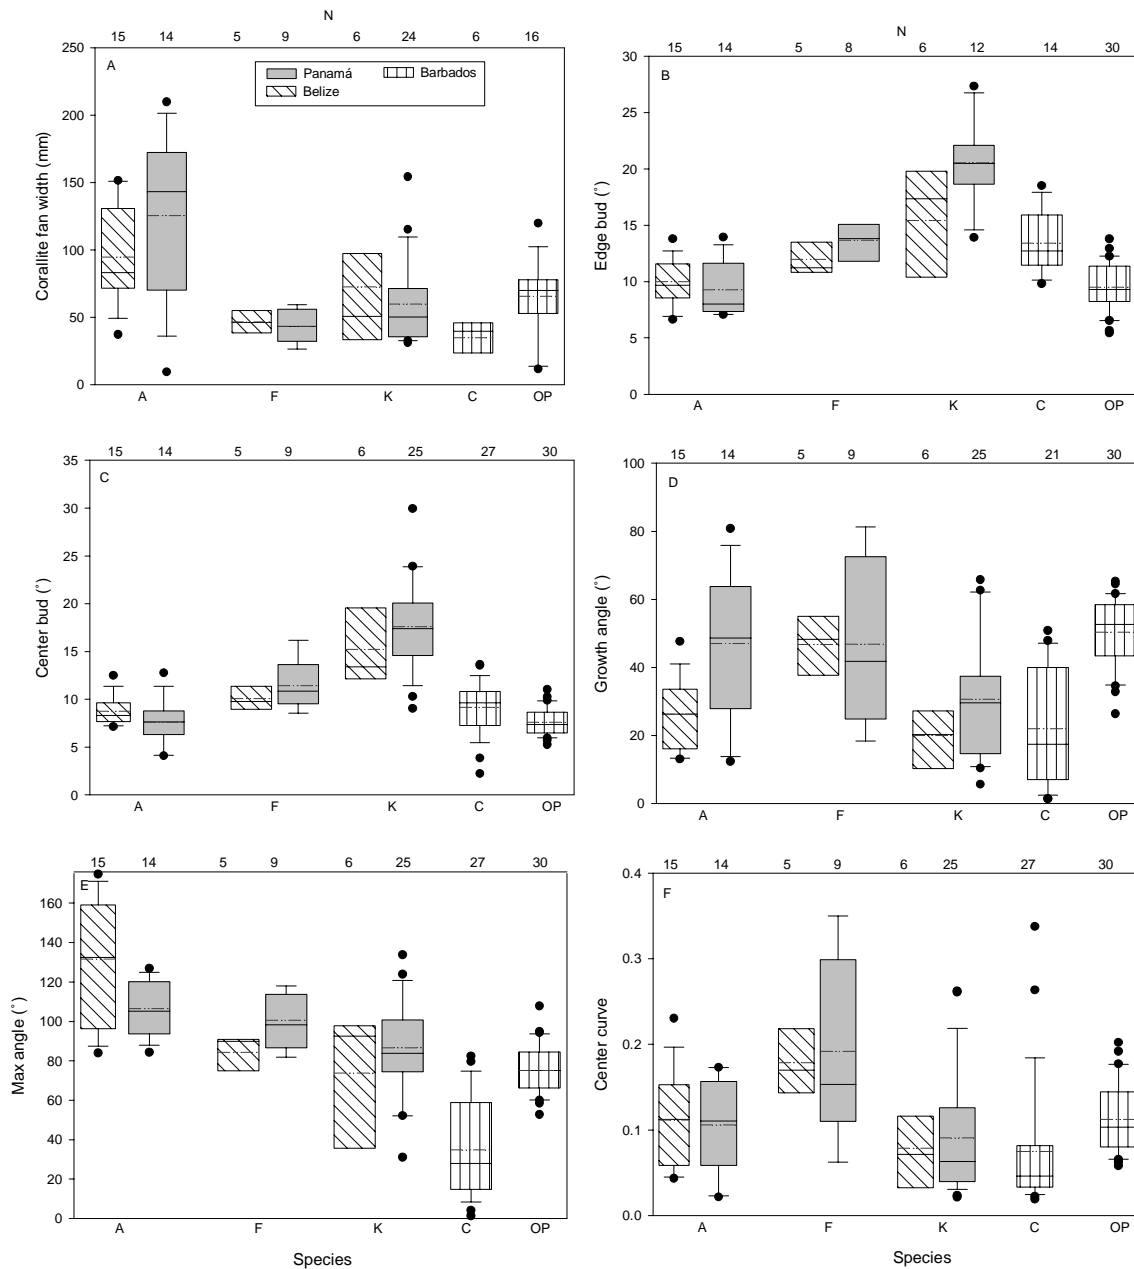 N
15 14 5 9 6 24 6 16
250
200
150
100
50
0
Corallite fan width (mm)
A
Panamá
Belize
Barbados
A F K C OP
N
15 14 5 8 6 12 14 30
30
25
20
15
10
5
0
Edge bud (°)
B
A F K C OP
15 14 5 9 6 25 27 30
35
30
25
20
15
10
5
0
Center bud (°)
C
A F K C OP
15 14 5 9 6 25 21 30
100
80
60
40
20
0
Growth angle (°)
D
A F K C OP
15 14 5 9 6 25 27 30
160
140
120
100
80
60
40
20
0
Max angle (°)
E
A F K C OP
Species
15 14 5 9 6 25 27 30
0.4
0.3
0.2
0.1
0.0
Center curve
F
A F K C OP
Species